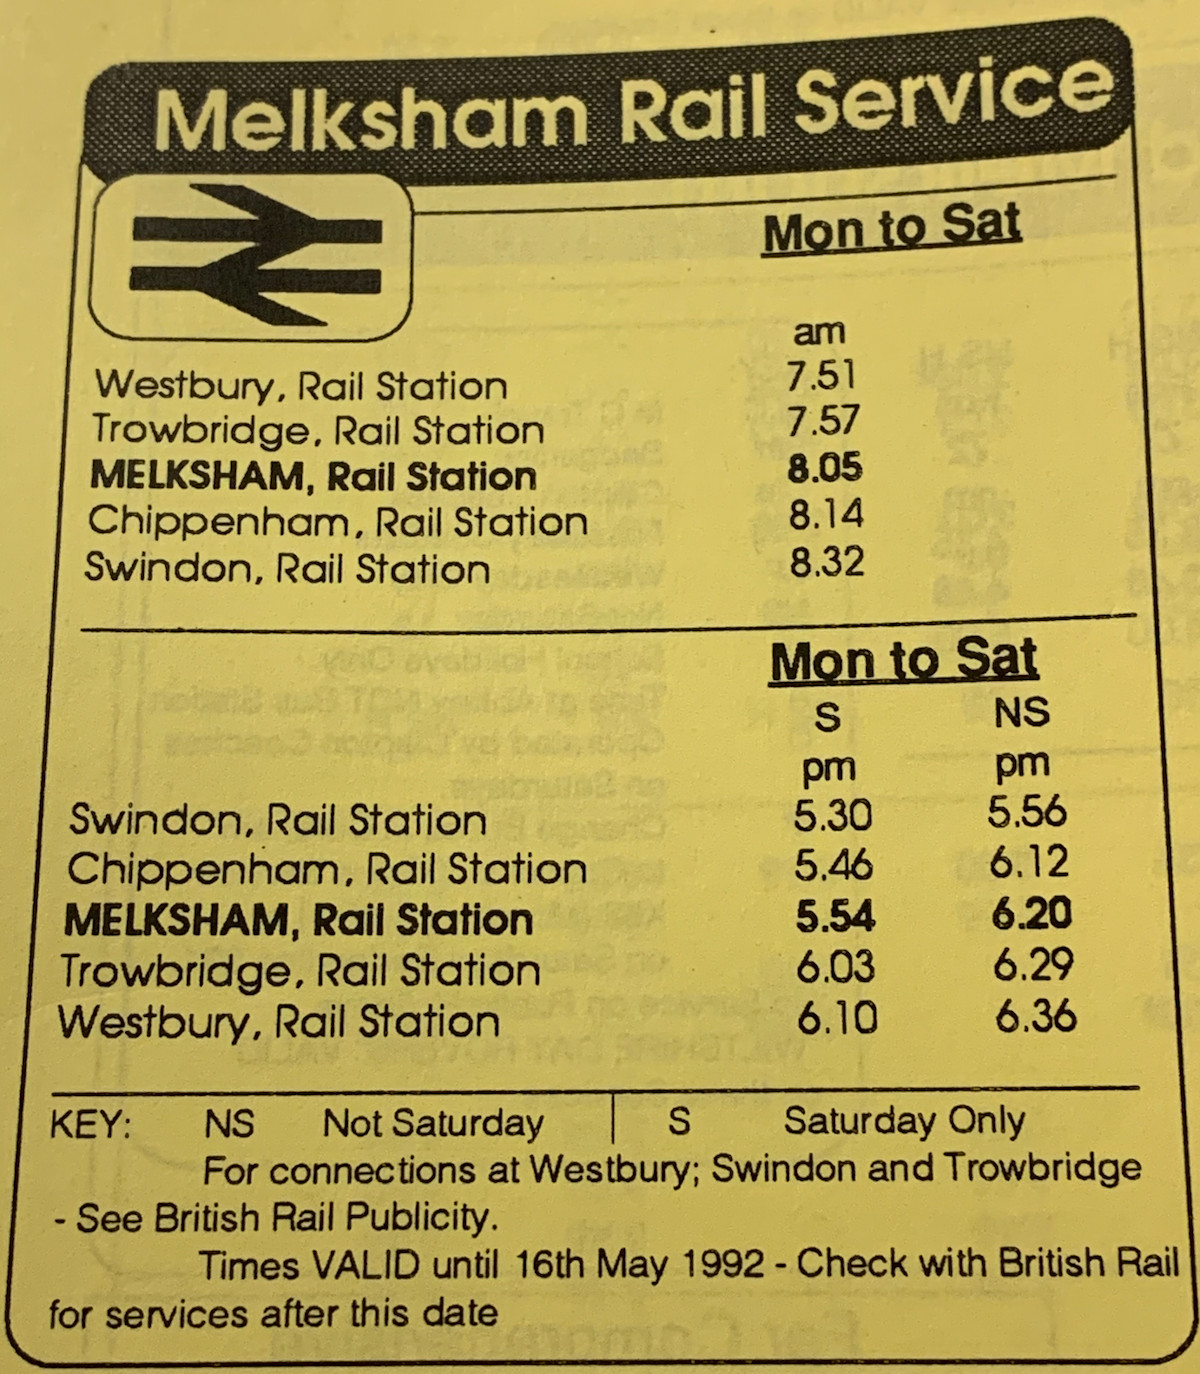 Melksham Rail Service
Mon to Sat
am
Westbury, Rail Station 7.51
Trowbridge, Rail Station 7.57
MELKSHAM, Rail Station 8.05
Chippenham, Rail Station 8.14
Swindon, Rail Station 8.32
Mon to Sat
S NS
pm pm
Swindon, Rail Station 5.30 5.56
Chippenham, Rail Station 5.46 6.12
MELKSHAM, Rail Station 5.54 6.20
Trowbridge, Rail Station 6.03 6.29
Westbury, Rail Station 6.10 6.36
KEY: NS Not Saturday | S Saturday Only
For connections at Westbury; Swindon and Trowbridge
- See British Rail Publicity.
Times VALID until 16th May 1992 - Check with British Rail
for services after this date